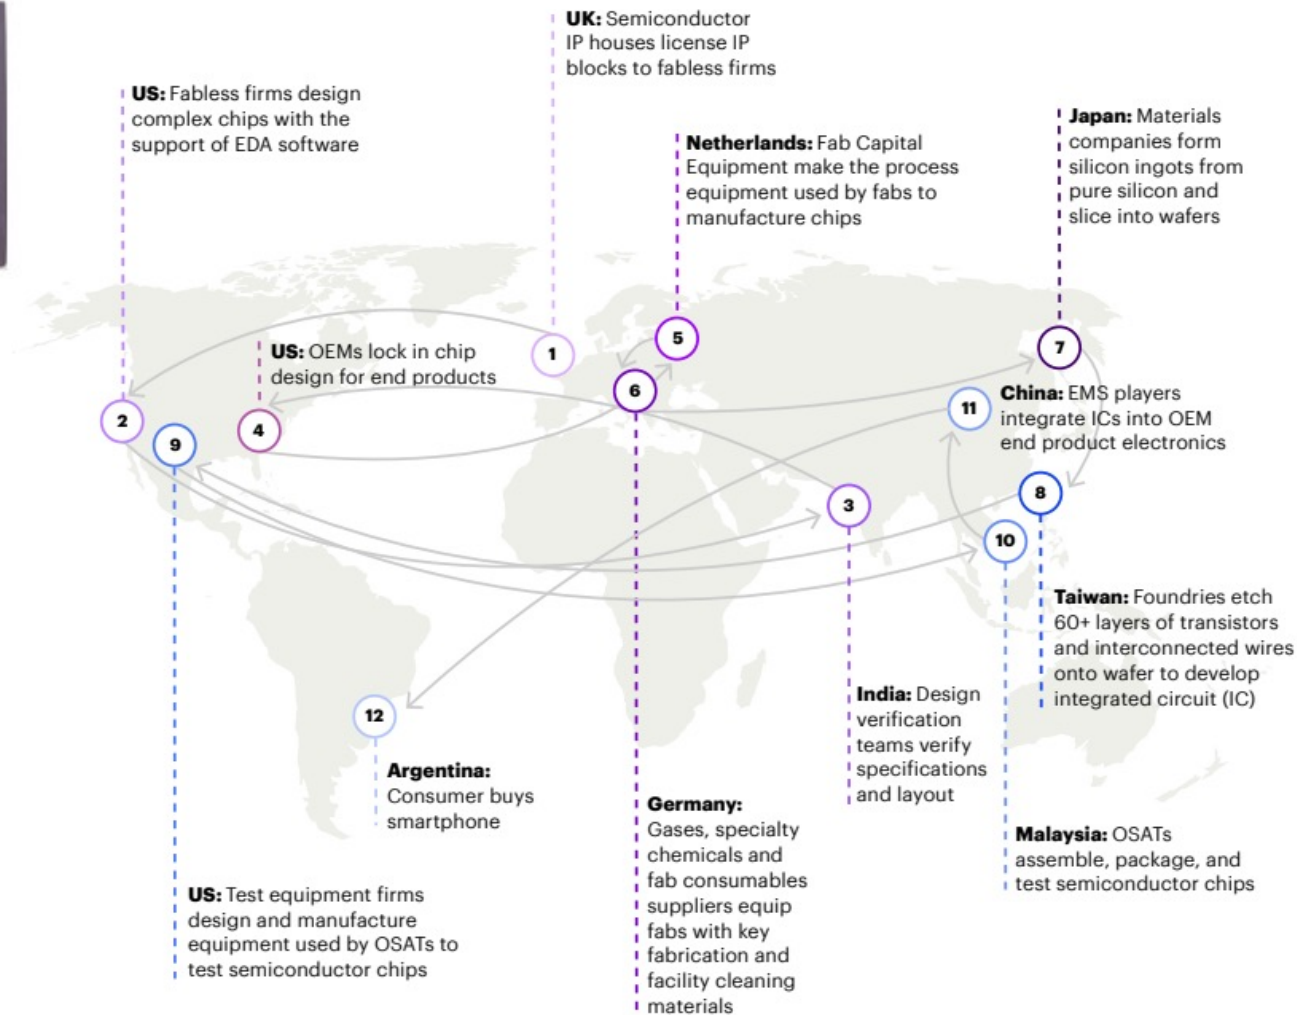 UK: Semiconductor
IP houses license IP
blocks to fabless firms
US: Fabless firms design
complex chips with the
support of EDA software
Netherlands: Fab Capital
Equipment make the process
equipment used by fabs to
manufacture chips
Japan: Materials
companies form
silicon ingots from
pure silicon and
slice into wafers
US: OEMs lock in chip
design for end products
1
5
7
6
2
9
4
11
China: EMS players
integrate ICs into OEM
end product electronics
3
8
10
Taiwan: Foundries etch
60+ layers of transistors
and interconnected wires
onto wafer to develop
integrated circuit (IC)
India: Design
verification
teams verify
specifications
and layout
12
Argentina:
Consumer buys
smartphone
Germany:
Gases, specialty
chemicals and
fab consumables
suppliers equip
fabs with key
fabrication and
facility cleaning
materials
Malaysia: OSATs
assemble, package, and
test semiconductor chips
US: Test equipment firms
design and manufacture
equipment used by OSATs to
test semiconductor chips